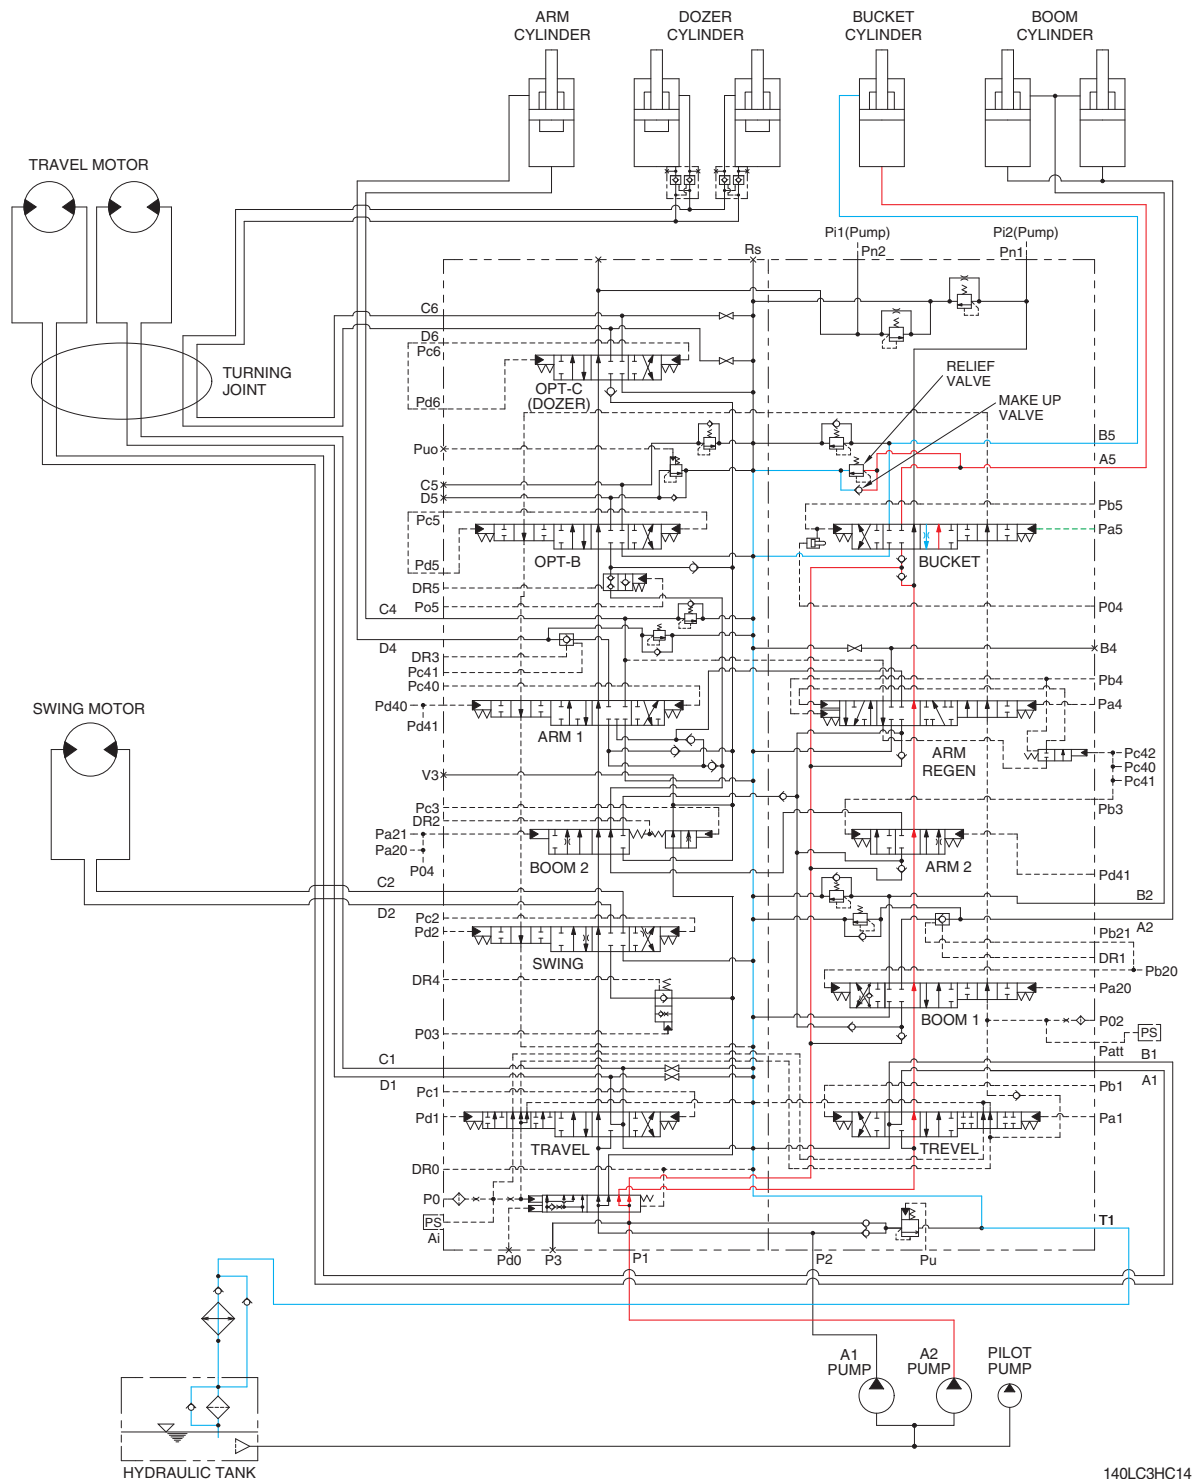 ARM
CYLINDER
DOZER
CYLINDER
BUCKET
CYLINDER
BOOM
CYLINDER
TRAVEL MOTOR
TURNING
JOINT
SWING MOTOR
Rs
Pi1(Pump)
Pn2
Pi2(Pump)
Pn1
C6
D6
Pc6
Pd6
OPT-C
(DOZER)
RELIEF
VALVE
MAKE UP
VALVE
Puo
C5
D5
Pc5
Pd5
OPT-B
DR5
Po5
B5
A5
Pb5
Pa5
BUCKET
P04
C4
D4
DR3
Pc41
Pc40
Pd40
Pd41
ARM 1
B4
Pb4
Pa4
ARM
REGEN
Pc42
Pc40
Pc41
V3
Pc3
DR2
Pa21
Pa20
P04
BOOM 2
Pb3
ARM 2
Pd41
C2
D2
Pc2
Pd2
SWING
DR4
P03
B2
A2
Pb21
DR1
Pb20
Pa20
BOOM 1
P02
PS
Patt
C1
D1
Pc1
Pd1
TRAVEL
B1
A1
Pb1
Pa1
TREVEL
DR0
P0
PS
Ai
Pd0
P3
P1
P2
Pu
T1
A1
PUMP
A2
PUMP
PILOT
PUMP
HYDRAULIC TANK
140LC3HC14